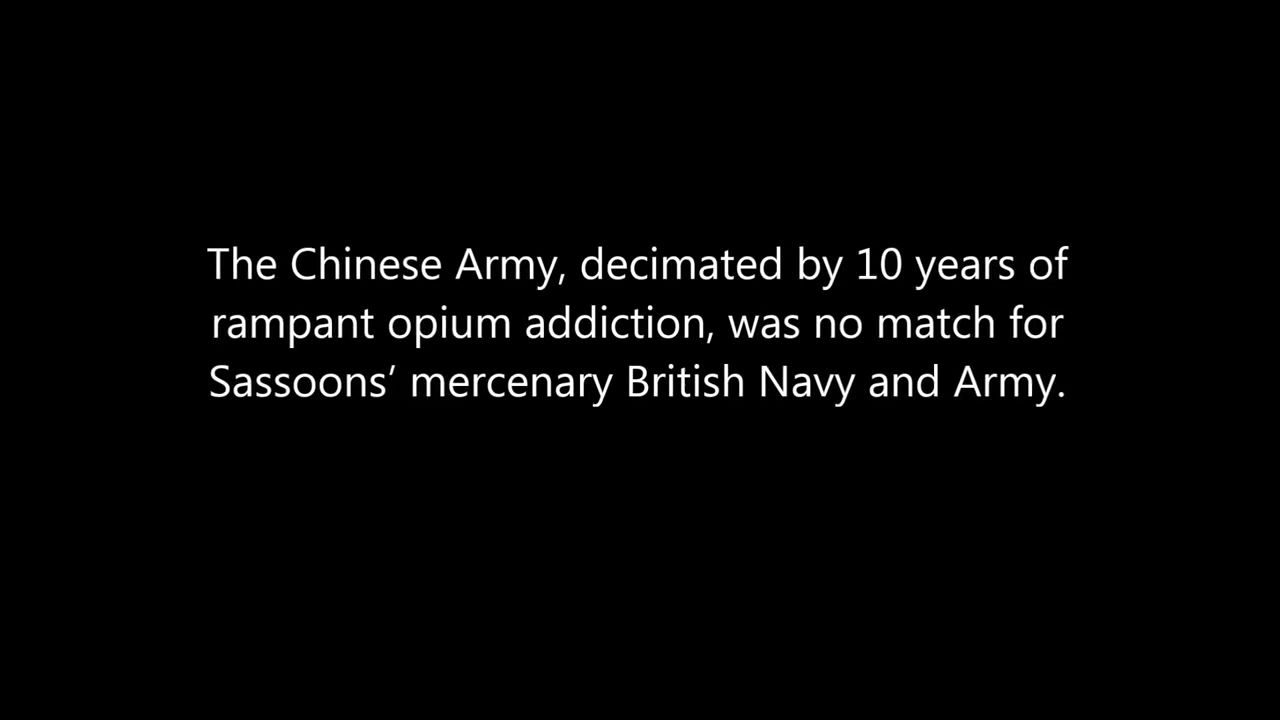 The Chinese Army, decimated by 10 years of
rampant opium addiction, was no match for
Sassoons’ mercenary British Navy and Army.